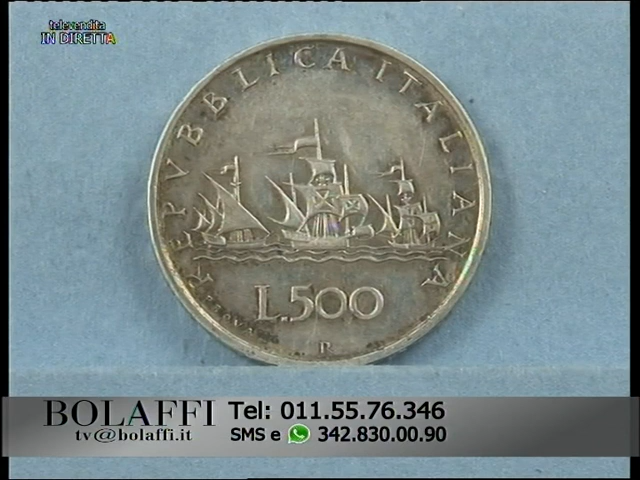 televendita
IN DIRETTA
REPVBBLICA ITALIANA
L.500
PROVA
R
BOLAFFI
tv@bolaffi.it
Tel: 011.55.76.346
SMS e 342.830.00.90